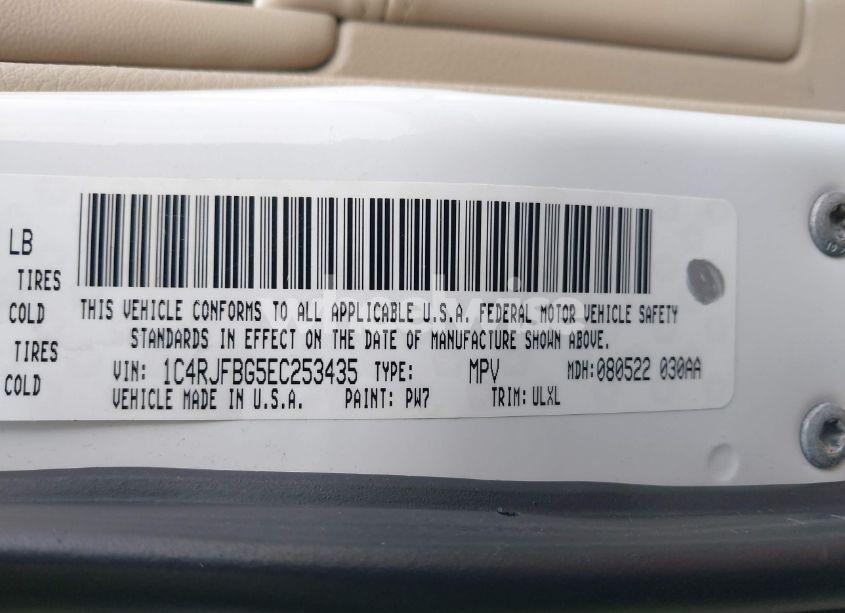 LB
TIRES
COLD
TIRES
COLD
THIS VEHICLE CONFORMS TO ALL APPLICABLE U.S.A. FEDERAL MOTOR VEHICLE SAFETY
STANDARDS IN EFFECT ON THE DATE OF MANUFACTURE SHOWN ABOVE.
VIN: 1C4RJFBG5EC253435 TYPE: MPV MDH: 080522 030AA
VEHICLE MADE IN U.S.A. PAINT: PW7 TRIM: ULXL